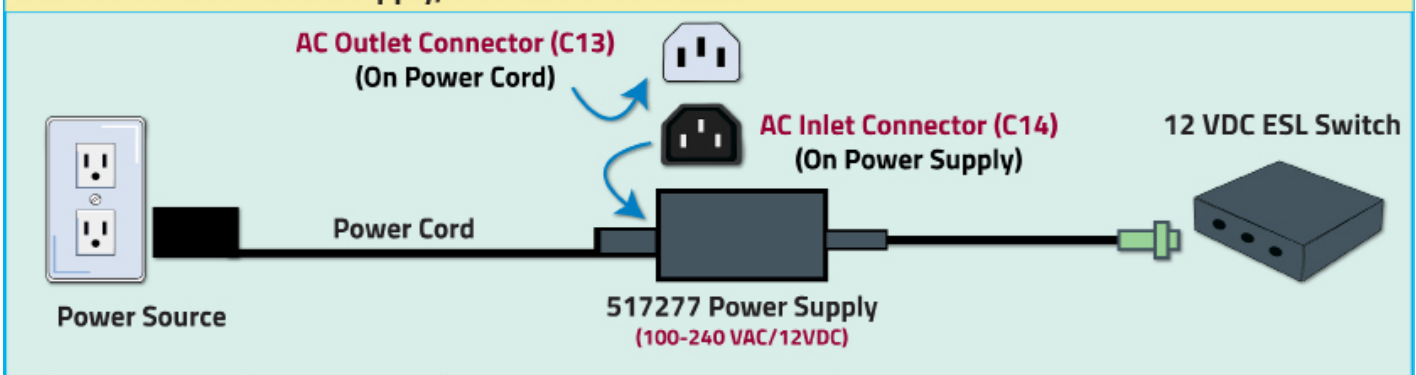 AC Outlet Connector (C13)
(On Power Cord)
AC Inlet Connector (C14)
(On Power Supply)
12 VDC ESL Switch
Power Cord
Power Source
517277 Power Supply
(100-240 VAC/12VDC)